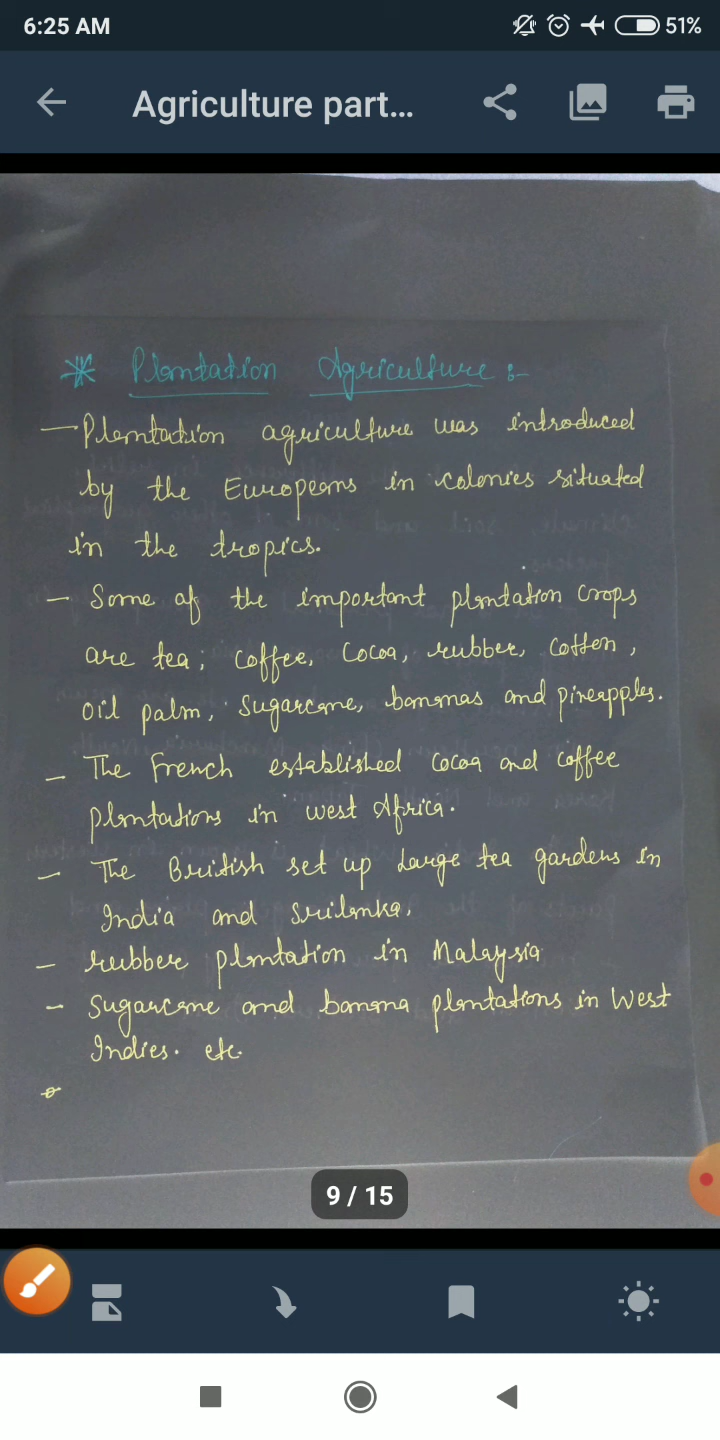 6:25 AM
51%
Agriculture part...
* Plantation Agriculture :-
— Plantation agriculture was introduced
by the Europeans in colonies situated
in the tropics.
— Some of the important plantation crops
are tea; coffee, cocoa, rubber, cotton,
oil palm, sugarcane, bananas and pineapples.
— The French established cocoa and coffee
plantations in west Africa.
— The British set up large tea gardens in
India and Srilanka,
— rubber plantation in Malaysia
— Sugarcane and banana plantations in West
Indies. etc.
9 / 15